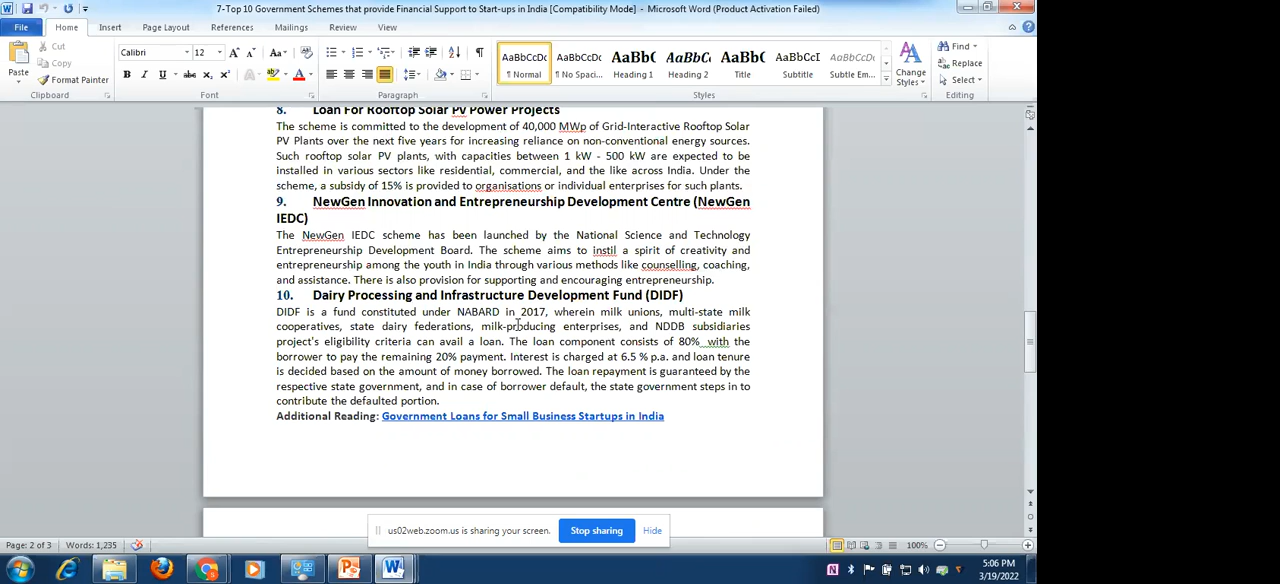 7-Top 10 Government Schemes that provide Financial Support to Start-ups in India [Compatibility Mode] - Microsoft Word (Product Activation Failed)
File Home Insert Page Layout References Mailings Review View
Paste
Cut
Copy
Format Painter
Clipboard
Calibri 12
Font
Paragraph
AaBbCcDc AaBbCcDc AaBbC AaBbCc AaBbC AaBbCcI AaBbCcDc
¶ Normal ¶ No Spaci... Heading 1 Heading 2 Title Subtitle Subtle Em...
Styles
Change
Styles
Find
Replace
Select
Editing
8. Loan For Rooftop Solar Pv Power Projects
The scheme is committed to the development of 40,000 MWp of Grid-Interactive Rooftop Solar
PV Plants over the next five years for increasing reliance on non-conventional energy sources.
Such rooftop solar PV plants, with capacities between 1 kW - 500 kW are expected to be
installed in various sectors like residential, commercial, and the like across India. Under the
scheme, a subsidy of 15% is provided to organisations or individual enterprises for such plants.
9. NewGen Innovation and Entrepreneurship Development Centre (NewGen
IEDC)
The NewGen IEDC scheme has been launched by the National Science and Technology
Entrepreneurship Development Board. The scheme aims to instil a spirit of creativity and
entrepreneurship among the youth in India through various methods like counselling, coaching,
and assistance. There is also provision for supporting and encouraging entrepreneurship.
10. Dairy Processing and Infrastructure Development Fund (DIDF)
DIDF is a fund constituted under NABARD in 2017, wherein milk unions, multi-state milk
cooperatives, state dairy federations, milk-producing enterprises, and NDDB subsidiaries
project's eligibility criteria can avail a loan. The loan component consists of 80% with the
borrower to pay the remaining 20% payment. Interest is charged at 6.5 % p.a. and loan tenure
is decided based on the amount of money borrowed. The loan repayment is guaranteed by the
respective state government, and in case of borrower default, the state government steps in to
contribute the defaulted portion.
Additional Reading: Government Loans for Small Business Startups in India
us02web.zoom.us is sharing your screen. Stop sharing Hide
Page: 2 of 3 Words: 1,235 100%
5:06 PM
3/19/2022